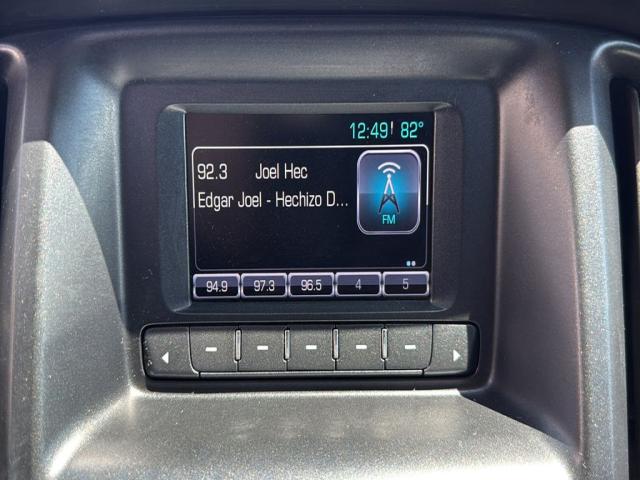 12:49 82°
92.3 Joel Hec
Edgar Joel - Hechizo D...
FM
94.9 97.3 96.5 4 5